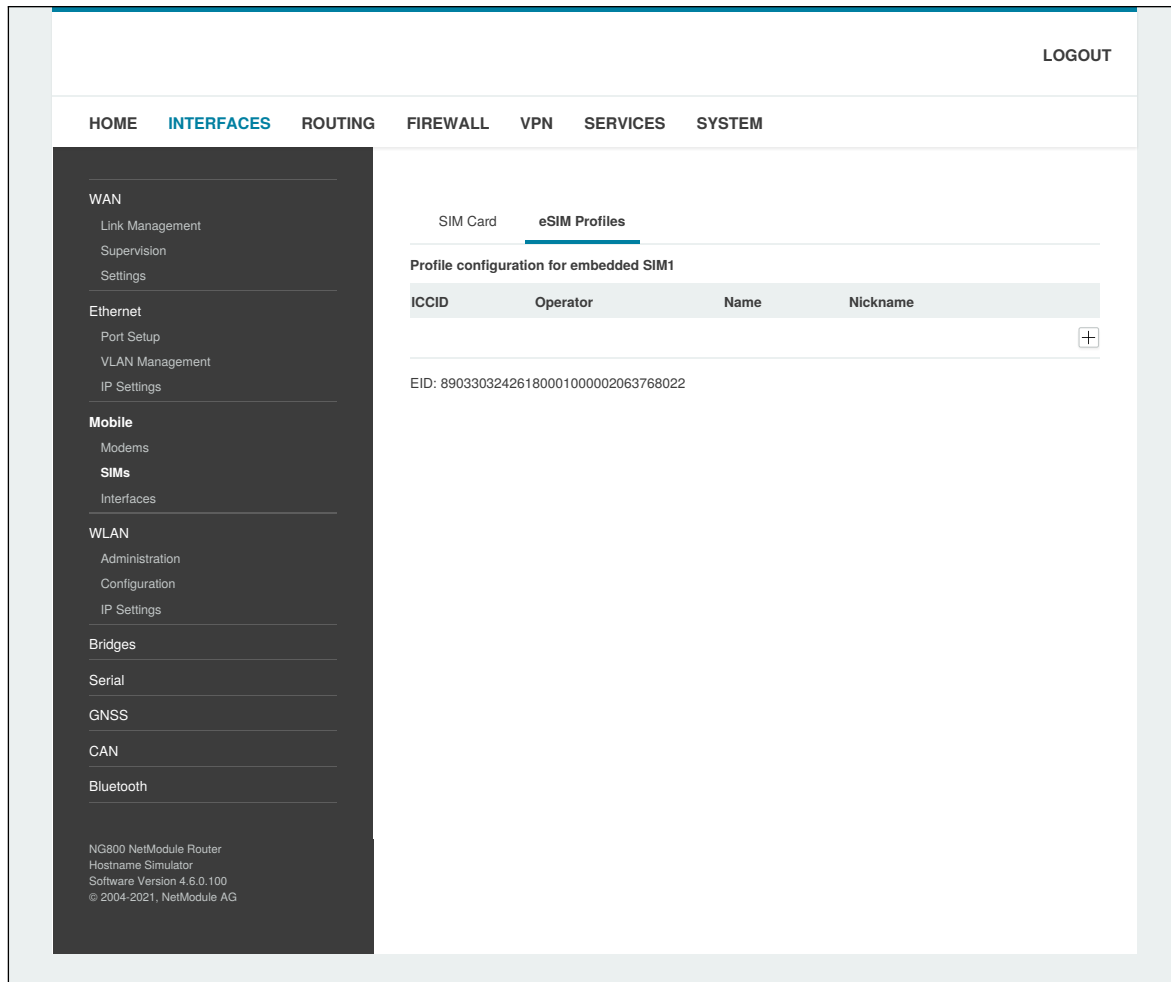 LOGOUT
HOME INTERFACES ROUTING FIREWALL VPN SERVICES SYSTEM
WAN
Link Management
Supervision
Settings
Ethernet
Port Setup
VLAN Management
IP Settings
Mobile
Modems
SIMs
Interfaces
WLAN
Administration
Configuration
IP Settings
Bridges
Serial
GNSS
CAN
Bluetooth
NG800 NetModule Router
Hostname Simulator
Software Version 4.6.0.100
© 2004-2021, NetModule AG
SIM Card eSIM Profiles
Profile configuration for embedded SIM1
ICCID Operator Name Nickname
EID: 89033032426180001000002063768022